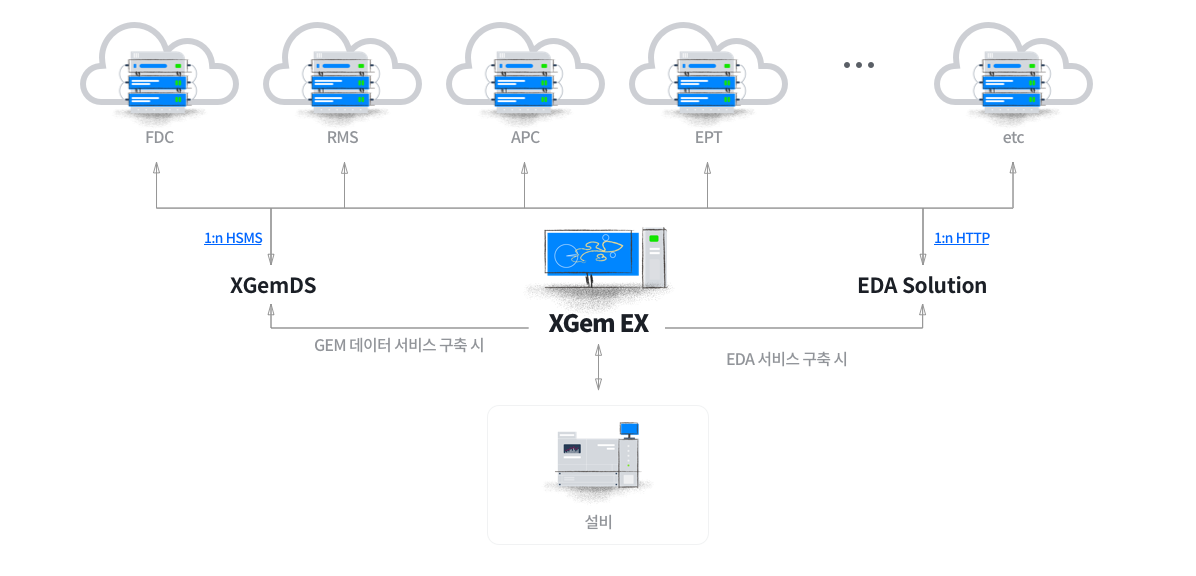 FDC
RMS
APC
EPT
etc
1:n HSMS
1:n HTTP
XGemDS
EDA Solution
XGem EX
GEM 데이터 서비스 구축 시
EDA 서비스 구축 시
설비